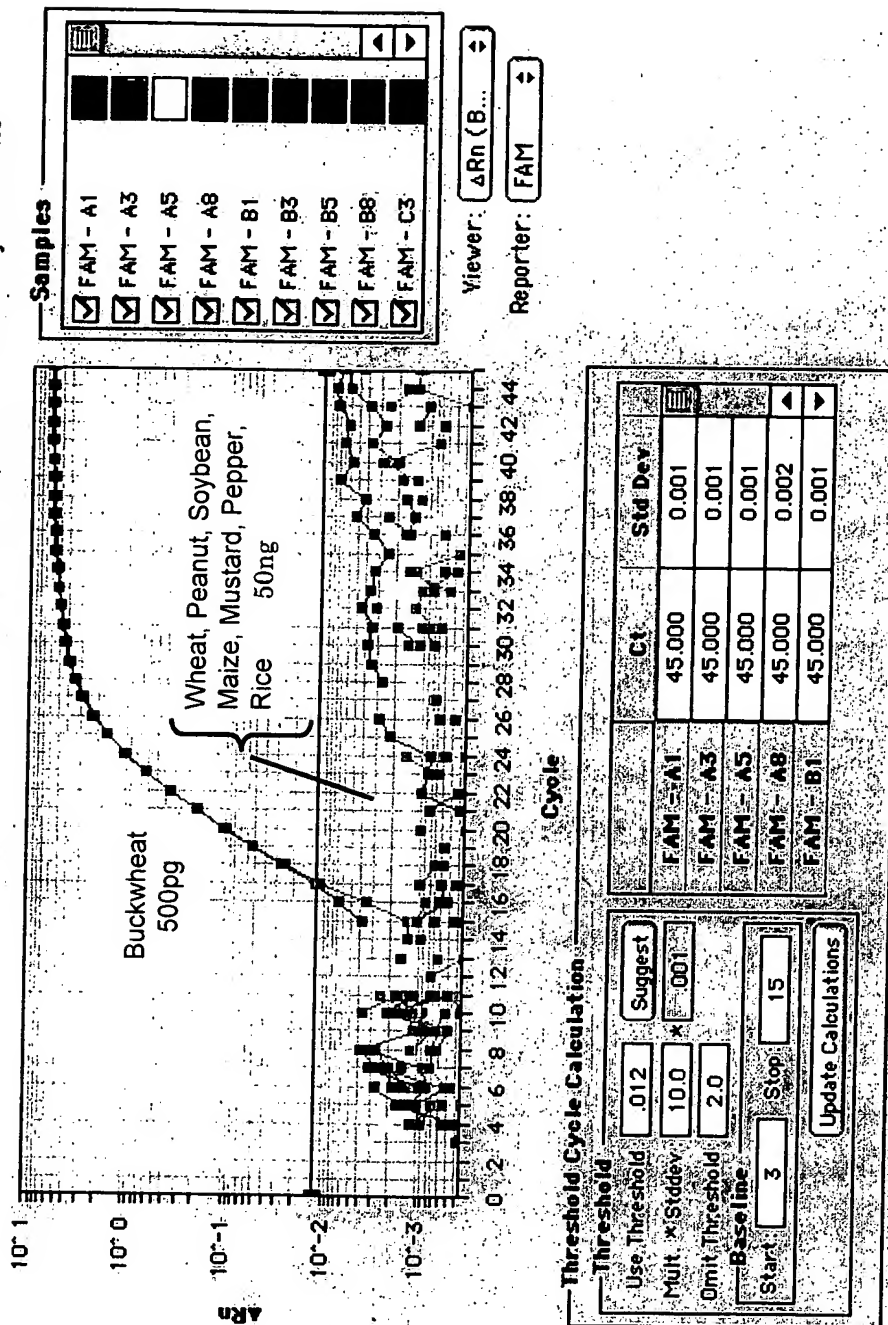 10^1
10^0
10^-1
10^-2
10^-3
ΔRn
Buckwheat
500pg
Wheat, Peanut, Soybean,
Maize, Mustard, Pepper,
Rice 50ng
0 2 4 6 8 10 12 14 16 18 20 22 24 26 28 30 32 34 36 38 40 42 44
Cycle
Samples
FAM - A1
FAM - A3
FAM - A5
FAM - A8
FAM - B1
FAM - B3
FAM - B5
FAM - B8
FAM - C3
Viewer: ΔRn (B...
Reporter: FAM
Threshold Cycle Calculation
Threshold
Use Threshold .012 Suggest
Mult. * Stddev 10.0 * .001
Omit Threshold 2.0
Baseline
Start 3 Stop 15
Update Calculations
Ct Std Dev
FAM - A1 45.000 0.001
FAM - A3 45.000 0.001
FAM - A5 45.000 0.001
FAM - A8 45.000 0.002
FAM - B1 45.000 0.001